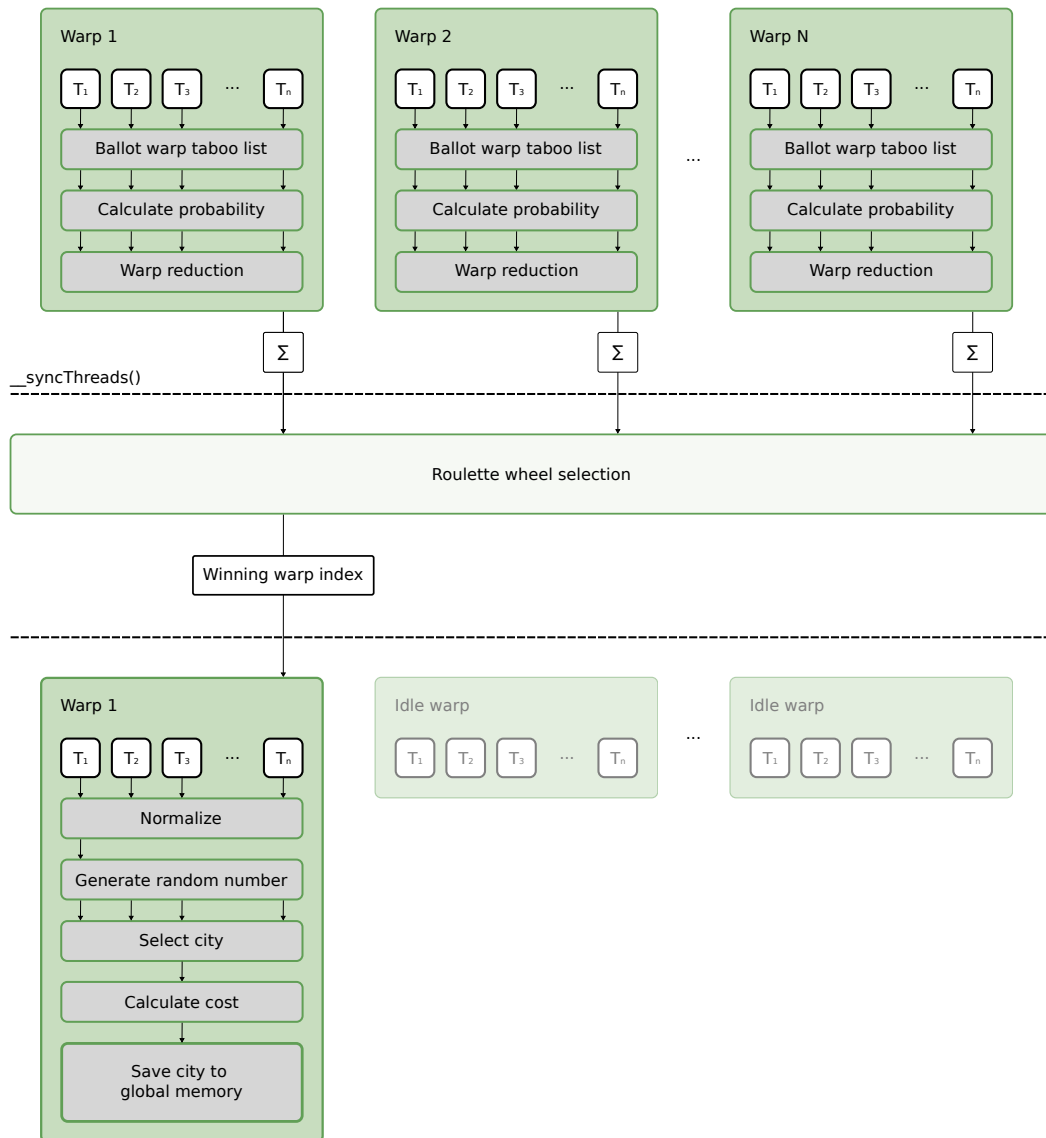 Warp 1
T₁ T₂ T₃ ... Tₙ
Ballot warp taboo list
Calculate probability
Warp reduction
Σ
Warp 2
T₁ T₂ T₃ ... Tₙ
Ballot warp taboo list
Calculate probability
Warp reduction
Σ
...
Warp N
T₁ T₂ T₃ ... Tₙ
Ballot warp taboo list
Calculate probability
Warp reduction
Σ
__syncThreads()
Roulette wheel selection
Winning warp index
Warp 1
T₁ T₂ T₃ ... Tₙ
Normalize
Generate random number
Select city
Calculate cost
Save city to
global memory
Idle warp
T₁ T₂ T₃ ... Tₙ
...
Idle warp
T₁ T₂ T₃ ... Tₙ